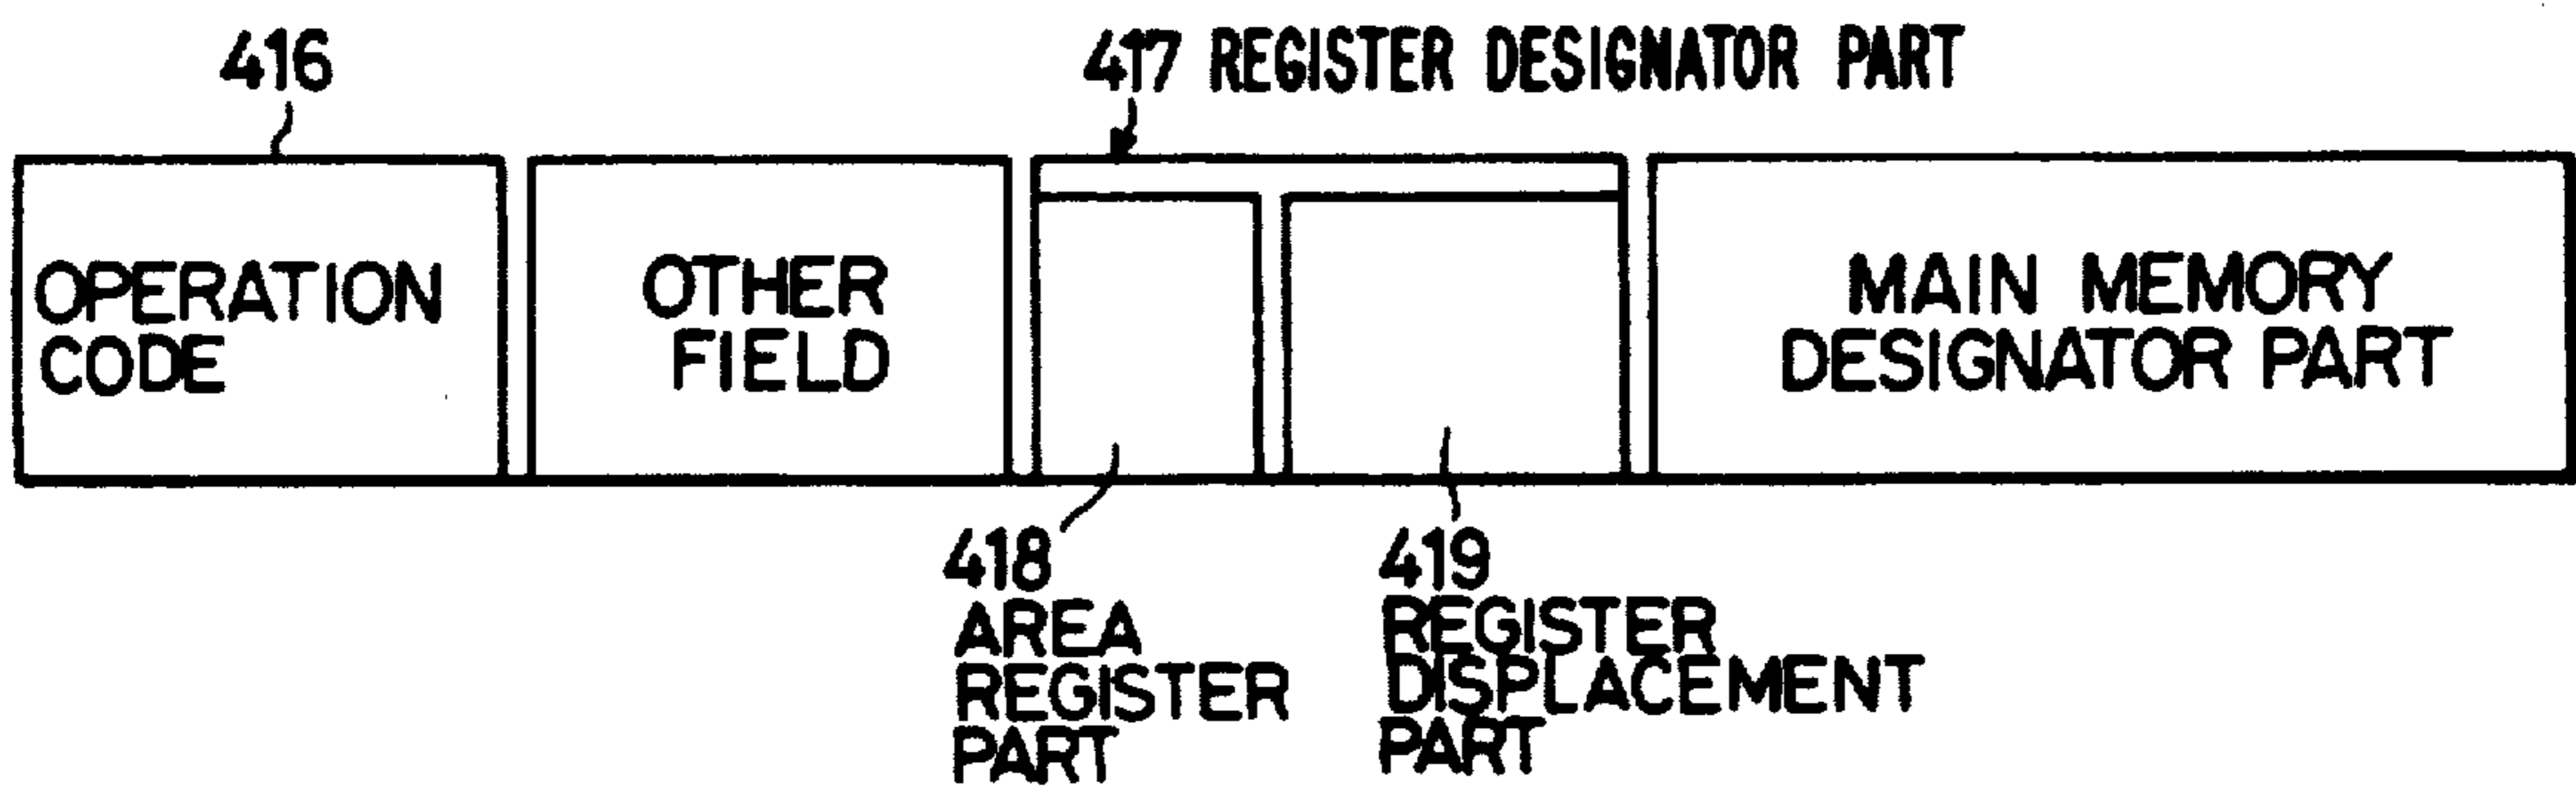 416
417 REGISTER DESIGNATOR PART
OPERATION
CODE
OTHER
FIELD
MAIN MEMORY
DESIGNATOR PART
418
AREA
REGISTER
PART
419
REGISTER
DISPLACEMENT
PART